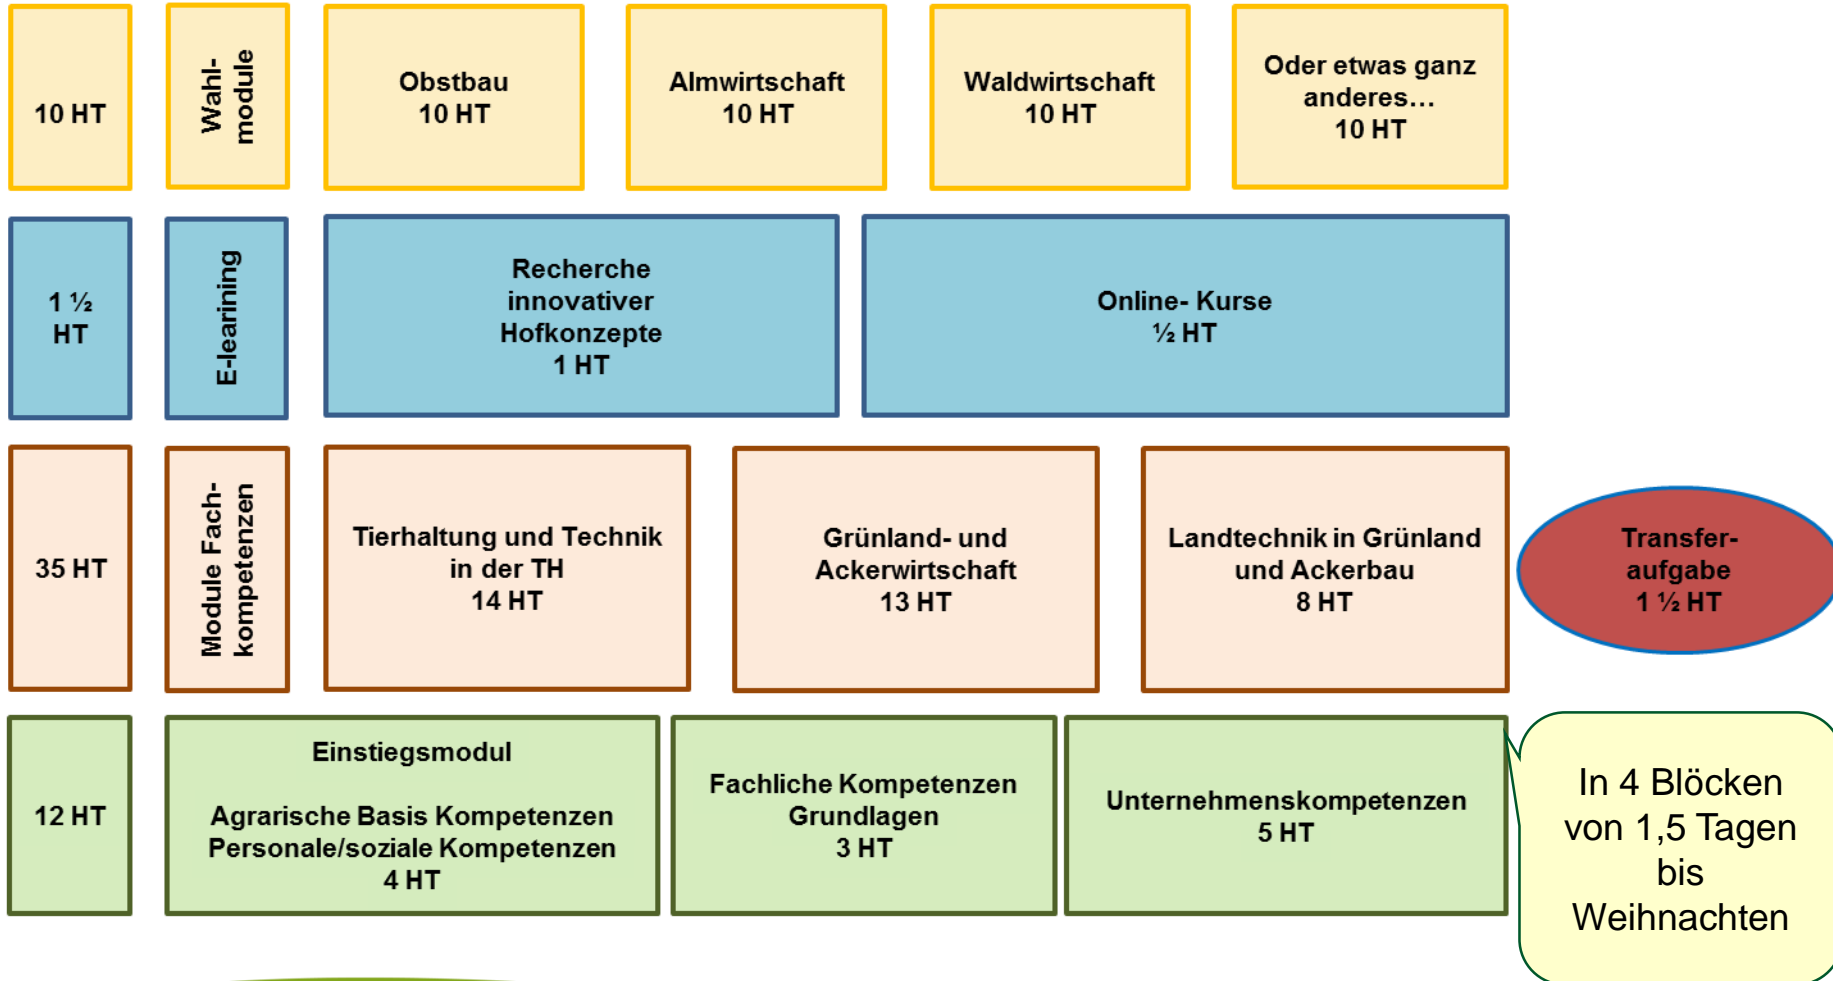 10 HT
Wahl-
module
Obstbau
10 HT
Almwirtschaft
10 HT
Waldwirtschaft
10 HT
Oder etwas ganz
anderes...
10 HT
1 ½
HT
E-learining
Recherche
innovativer
Hofkonzepte
1 HT
Online- Kurse
½ HT
35 HT
Module Fach-
kompetenzen
Tierhaltung und Technik
in der TH
14 HT
Grünland- und
Ackerwirtschaft
13 HT
Landtechnik in Grünland
und Ackerbau
8 HT
Transfer-
aufgabe
1 ½ HT
12 HT
Einstiegsmodul
Agrarische Basis Kompetenzen
Personale/soziale Kompetenzen
4 HT
Fachliche Kompetenzen
Grundlagen
3 HT
Unternehmenskompetenzen
5 HT
In 4 Blöcken
von 1,5 Tagen
bis
Weihnachten